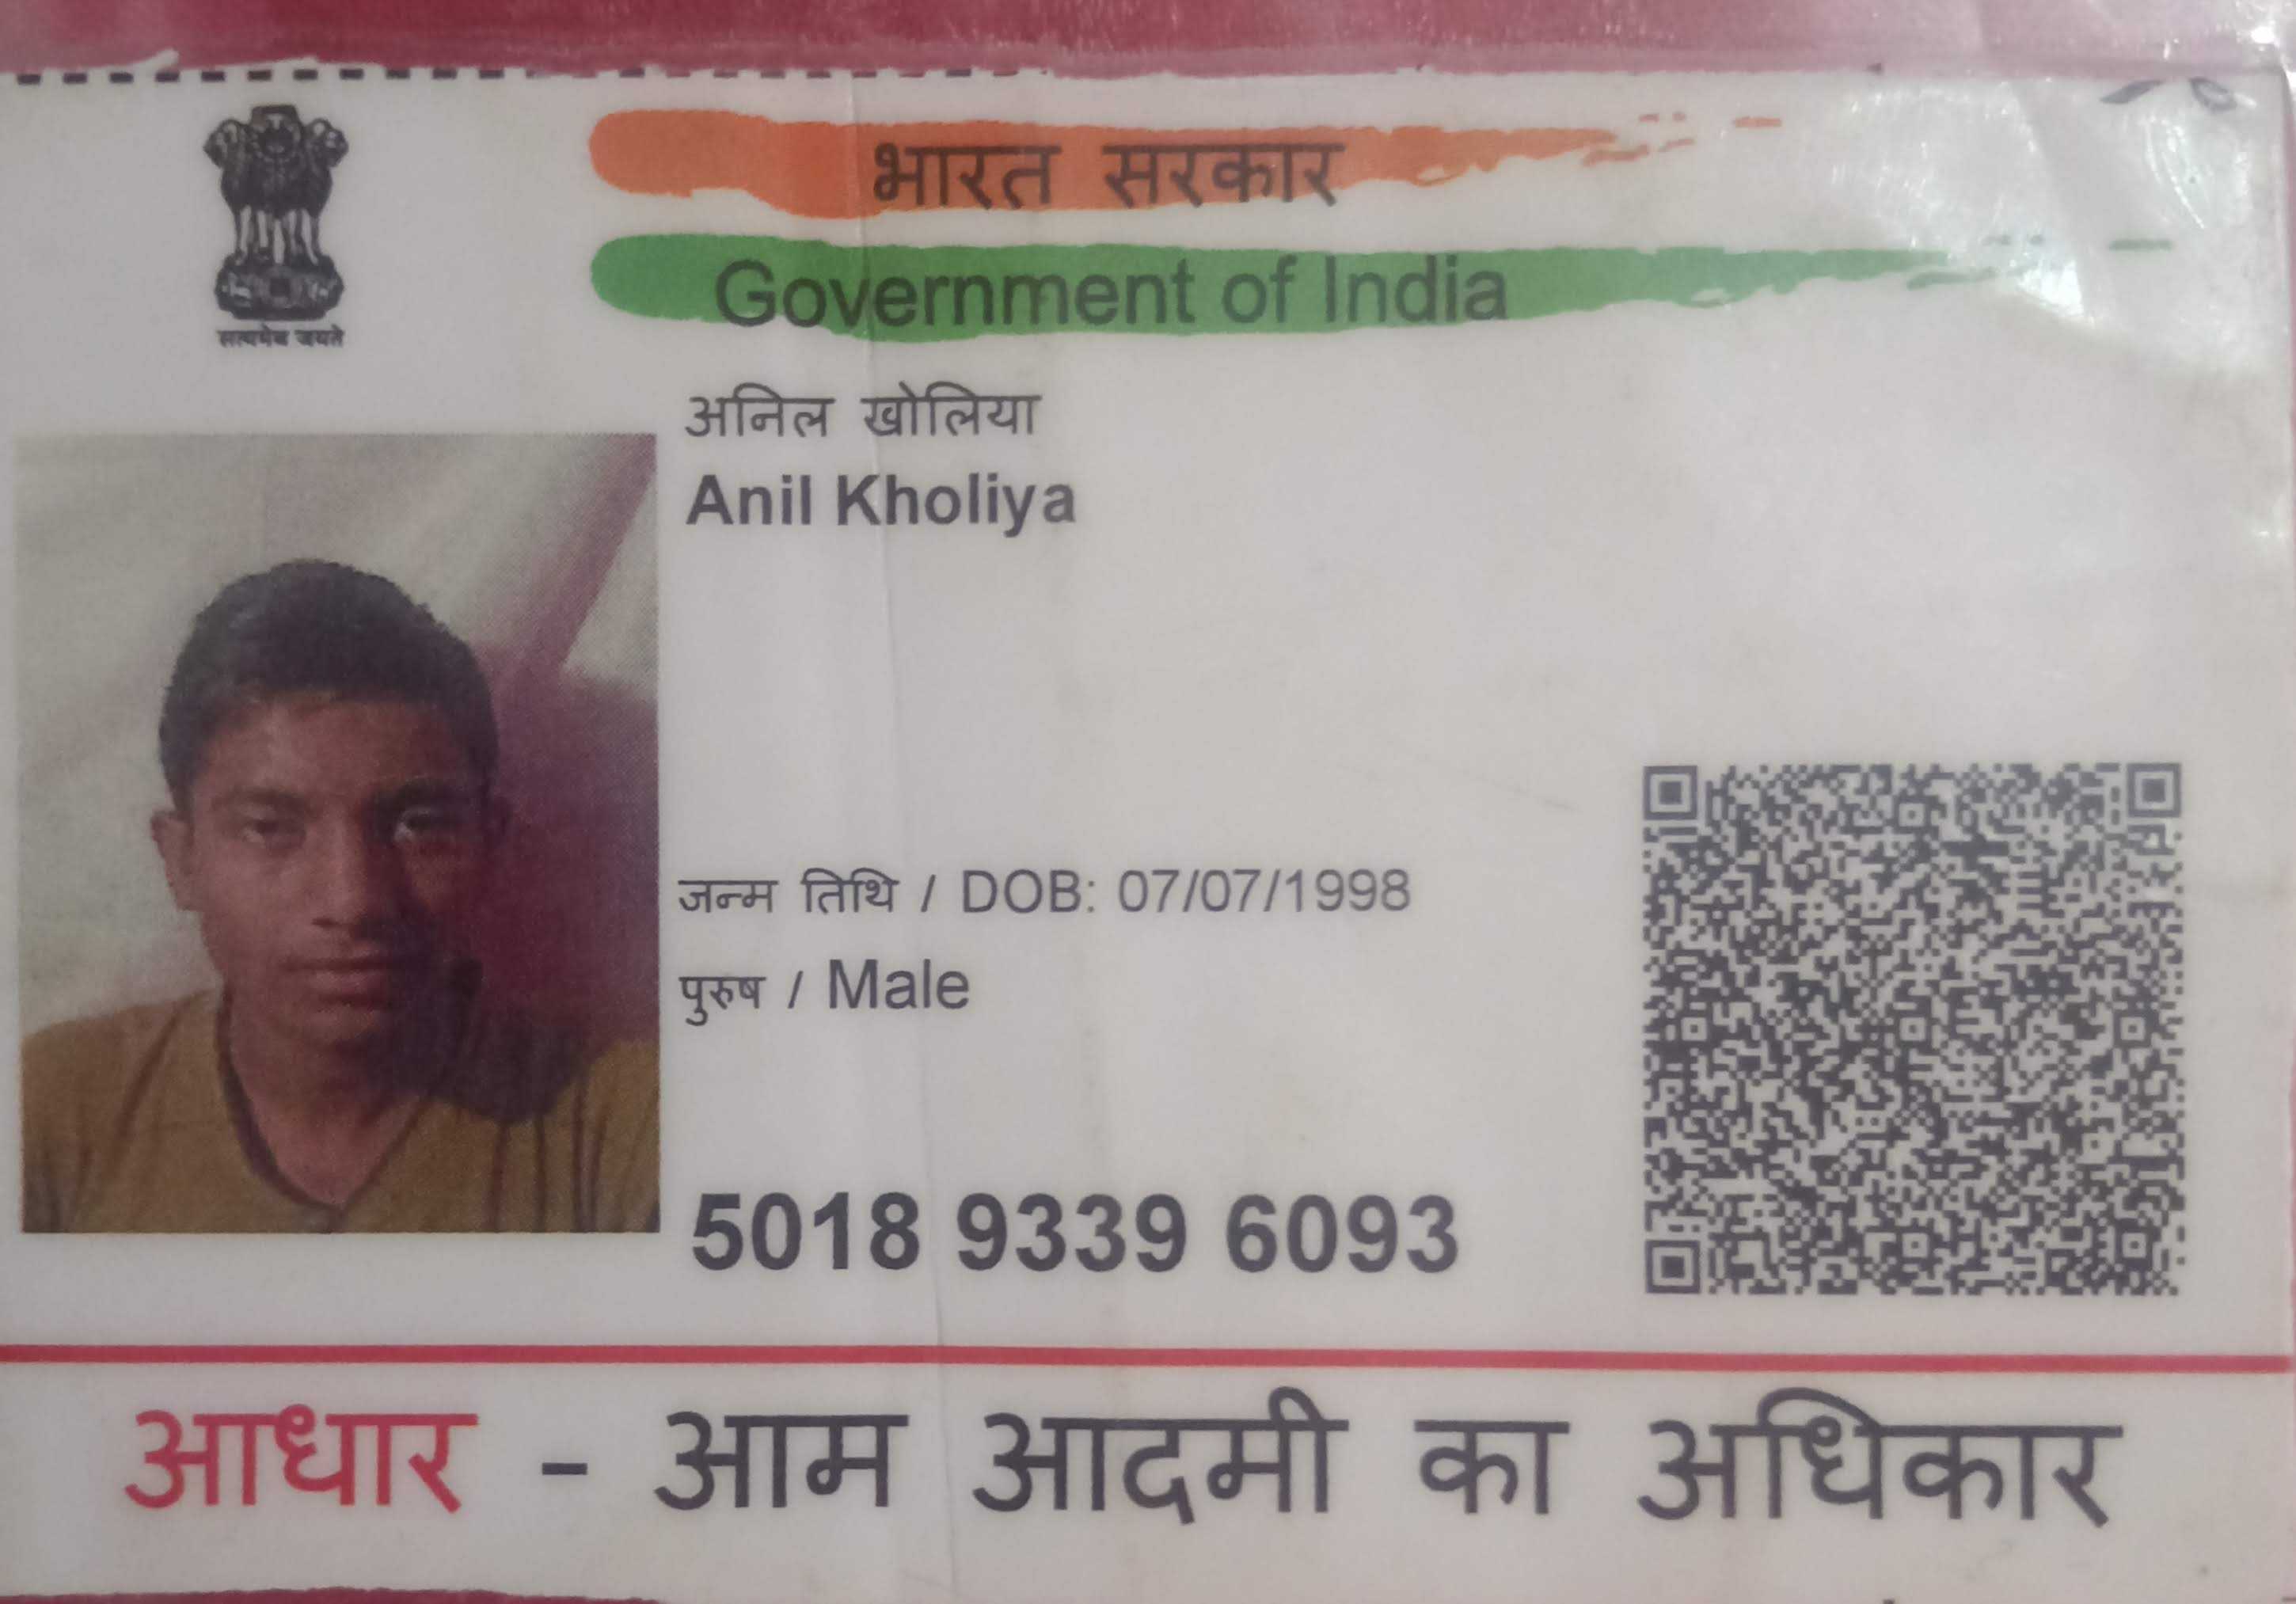 भारत सरकार
Government of India
सत्यमेव जयते
अनिल खोलिया
Anil Kholiya
जन्म तिथि / DOB: 07/07/1998
पुरुष / Male
5018 9339 6093
आधार - आम आदमी का अधिकार